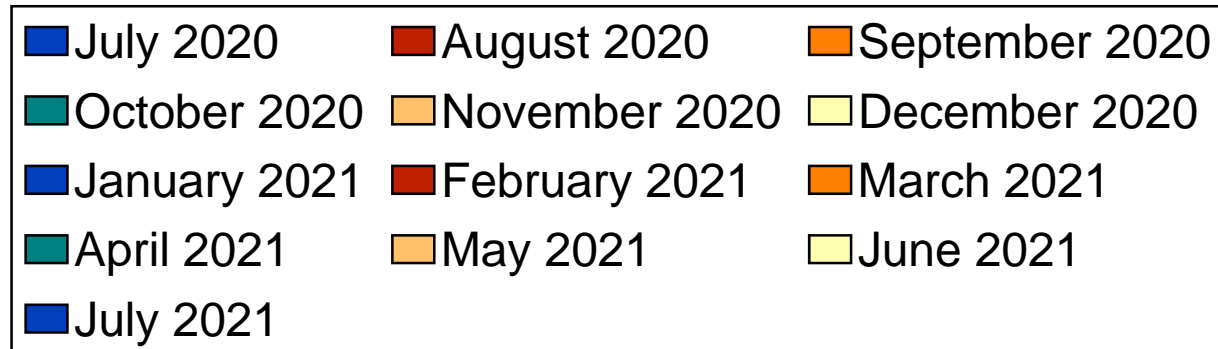 July 2020 August 2020 September 2020
October 2020 November 2020 December 2020
January 2021 February 2021 March 2021
April 2021 May 2021 June 2021
July 2021